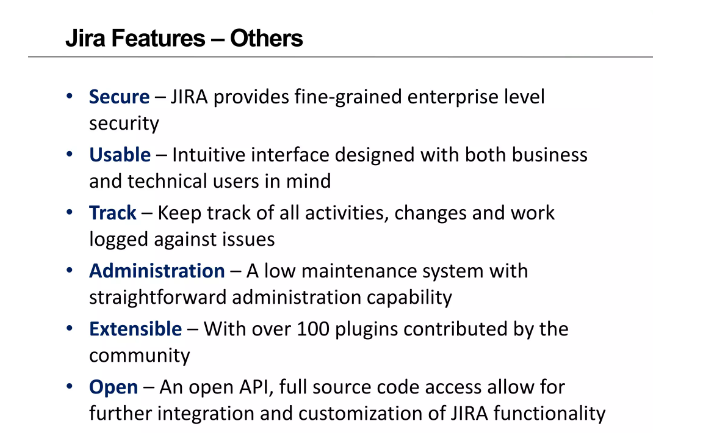 Jira Features – Others
• Secure – JIRA provides fine-grained enterprise level
security
• Usable – Intuitive interface designed with both business
and technical users in mind
• Track – Keep track of all activities, changes and work
logged against issues
• Administration – A low maintenance system with
straightforward administration capability
• Extensible – With over 100 plugins contributed by the
community
• Open – An open API, full source code access allow for
further integration and customization of JIRA functionality